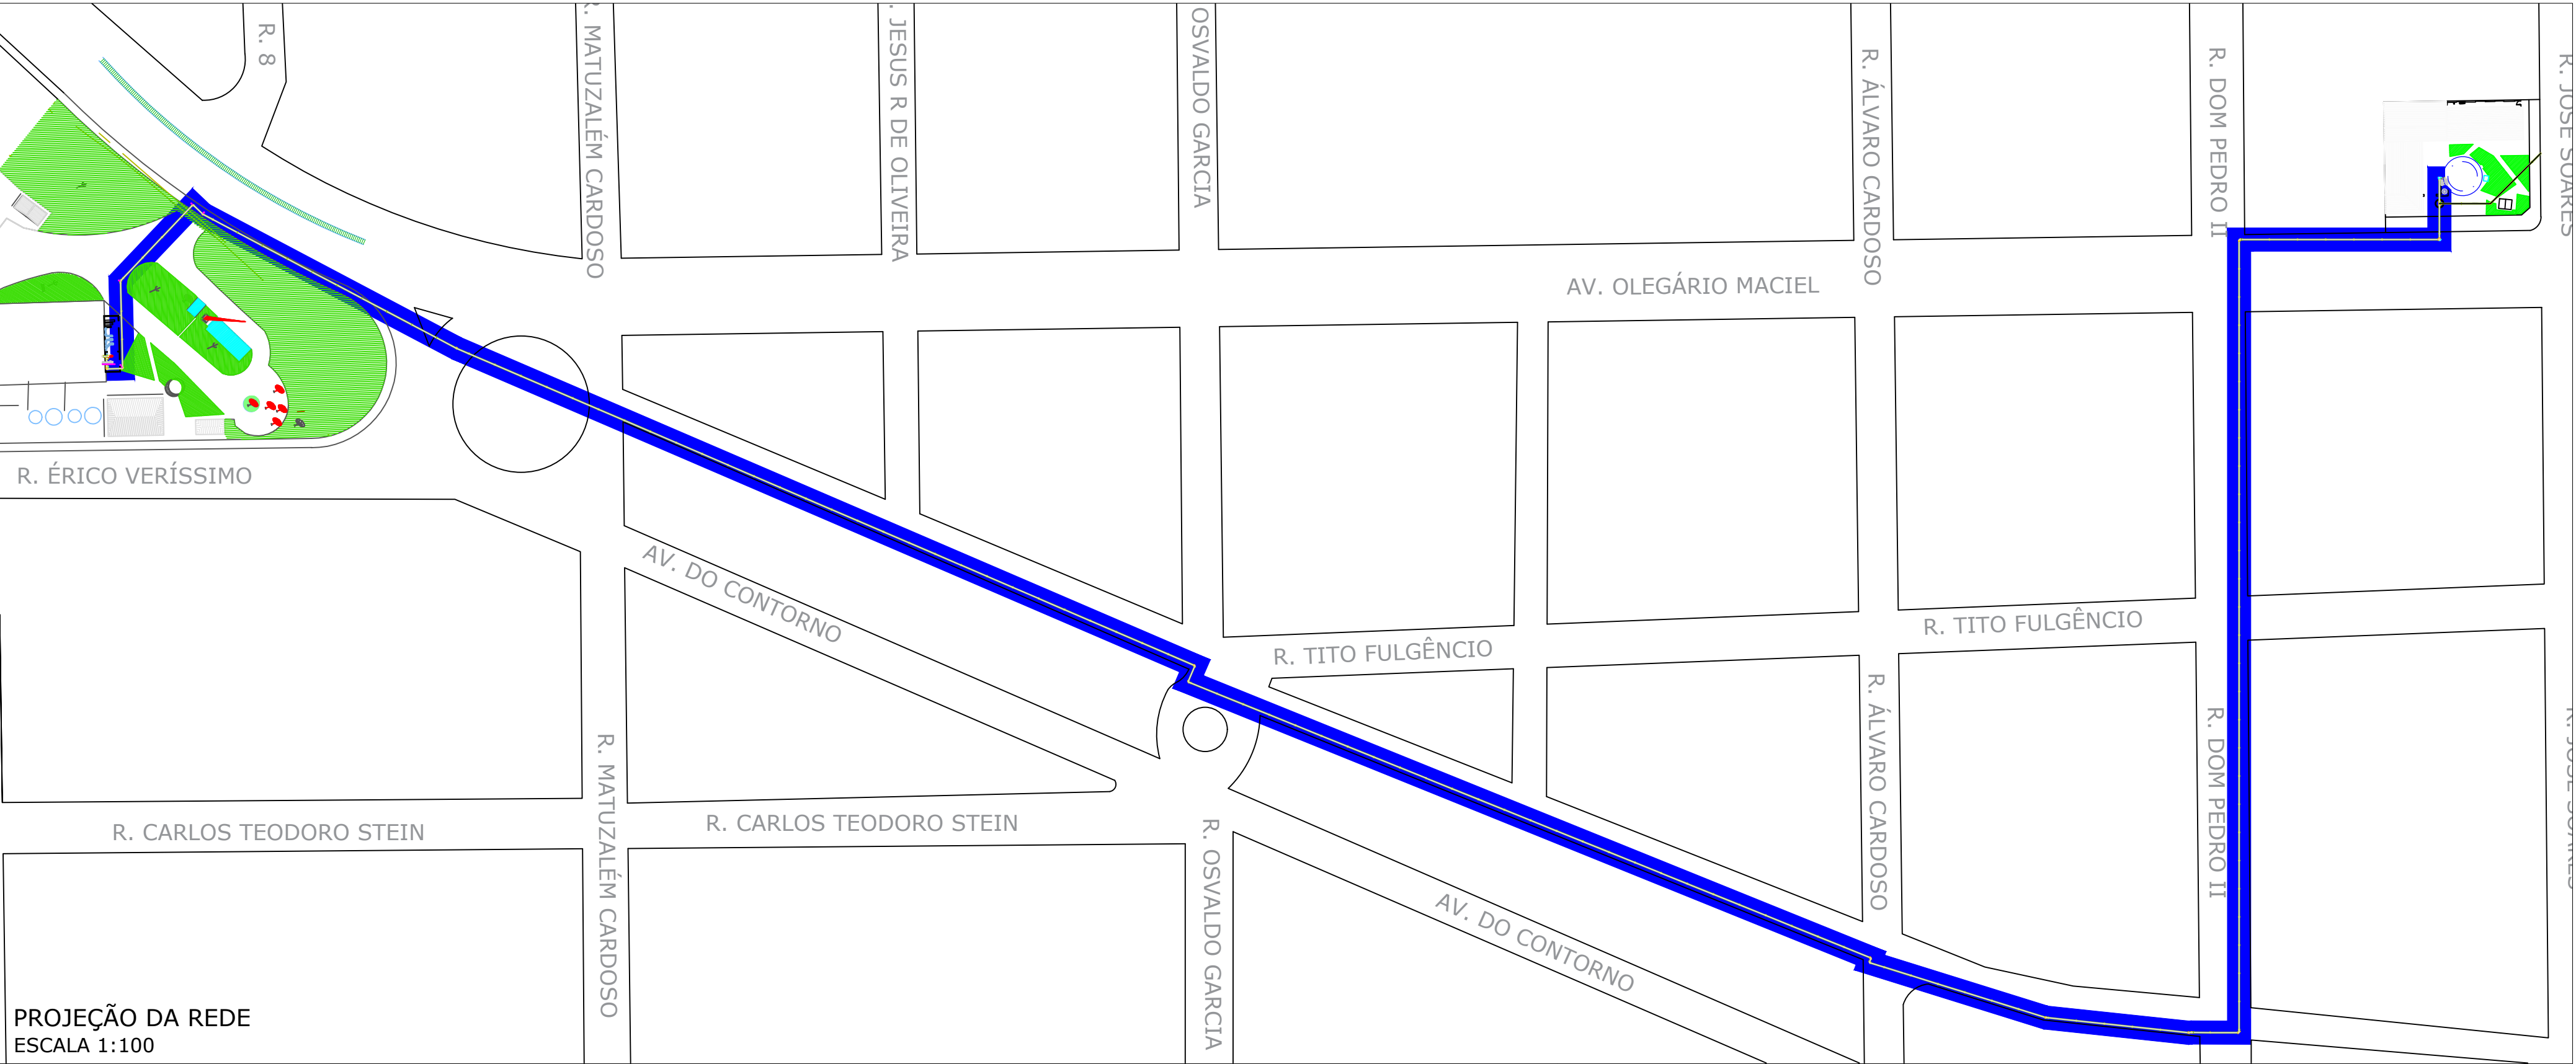 R. 8
R. MATUZALÉM CARDOSO
. JESUS R DE OLIVEIRA
OSVALDO GARCIA
R. ÁLVARO CARDOSO
R. DOM PEDRO II
R. JOSÉ SOARES
AV. OLEGÁRIO MACIEL
R. ÉRICO VERÍSSIMO
AV. DO CONTORNO
R. TITO FULGÊNCIO
R. TITO FULGÊNCIO
R. CARLOS TEODORO STEIN
R. CARLOS TEODORO STEIN
R. MATUZALÉM CARDOSO
R. OSVALDO GARCIA
AV. DO CONTORNO
R. ÁLVARO CARDOSO
R. DOM PEDRO II
R. JOSÉ SOARES
PROJEÇÃO DA REDE
ESCALA 1:100